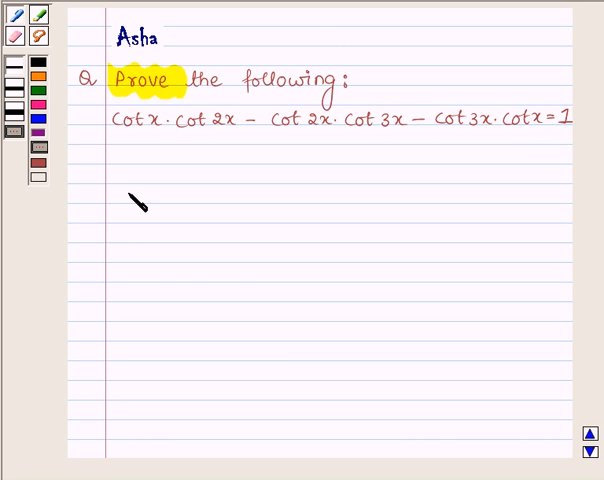 Asha
Q Prove the following:
cot x · cot 2x - cot 2x · cot 3x - cot 3x · cot x = 1